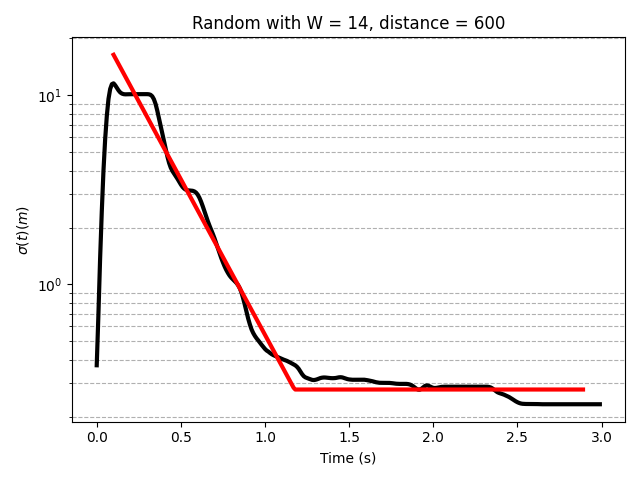 Random with W = 14, distance = 600
10¹
10⁰
σ(t)(m)
0.0 0.5 1.0 1.5 2.0 2.5 3.0
Time (s)